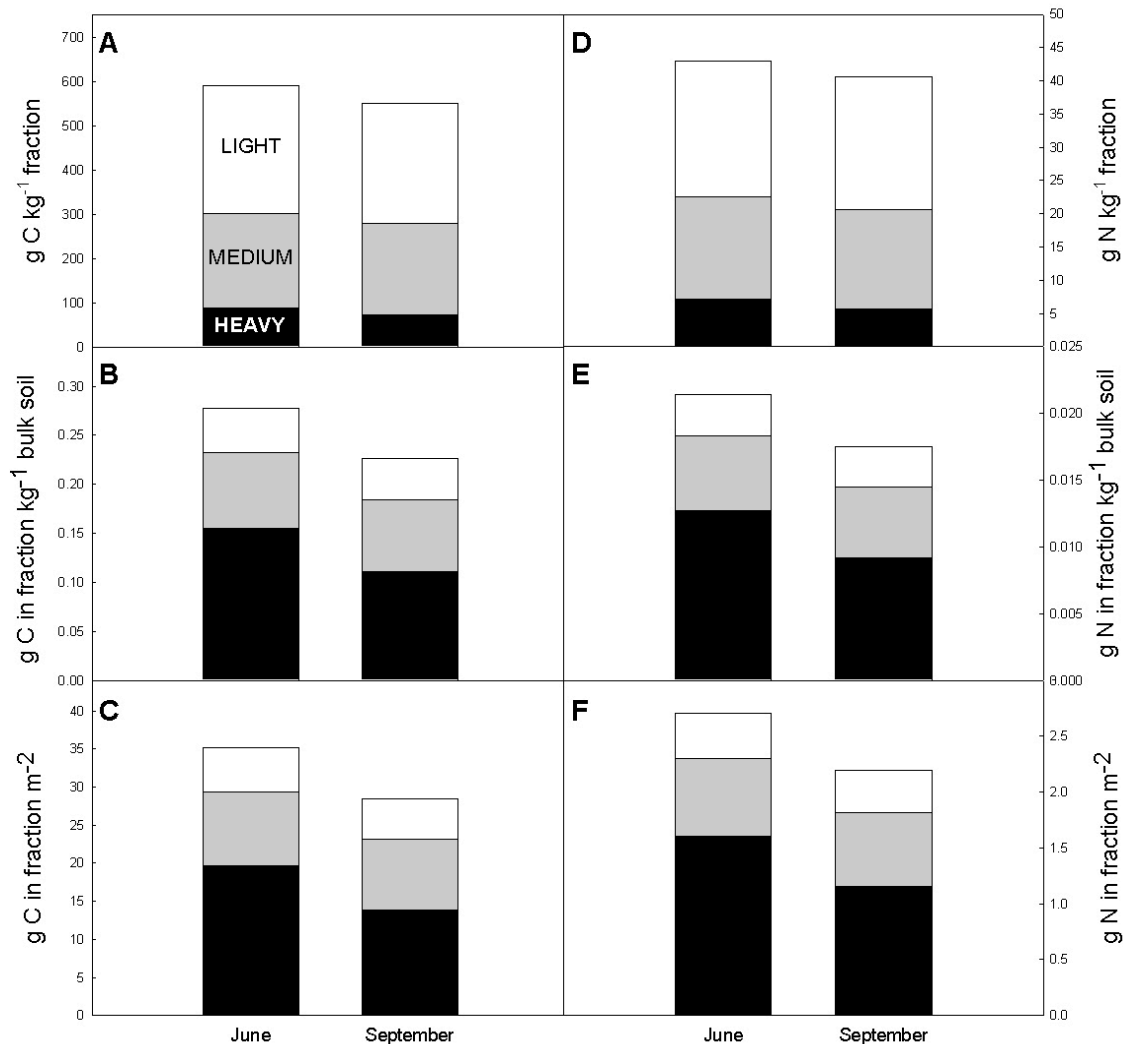 A
g C kg-1 fraction
700
600
500
400
300
200
100
0
LIGHT
MEDIUM
HEAVY
D
50
45
40
35
30
25
20
15
10
5
0.025
g N kg-1 fraction
B
g C in fraction kg-1 bulk soil
0.30
0.25
0.20
0.15
0.10
0.05
0.00
E
0.020
0.015
0.010
0.005
0.000
g N in fraction kg-1 bulk soil
C
g C in fraction m-2
40
35
30
25
20
15
10
5
0
June
September
F
2.5
2.0
1.5
1.0
0.5
0.0
g N in fraction m-2
June
September